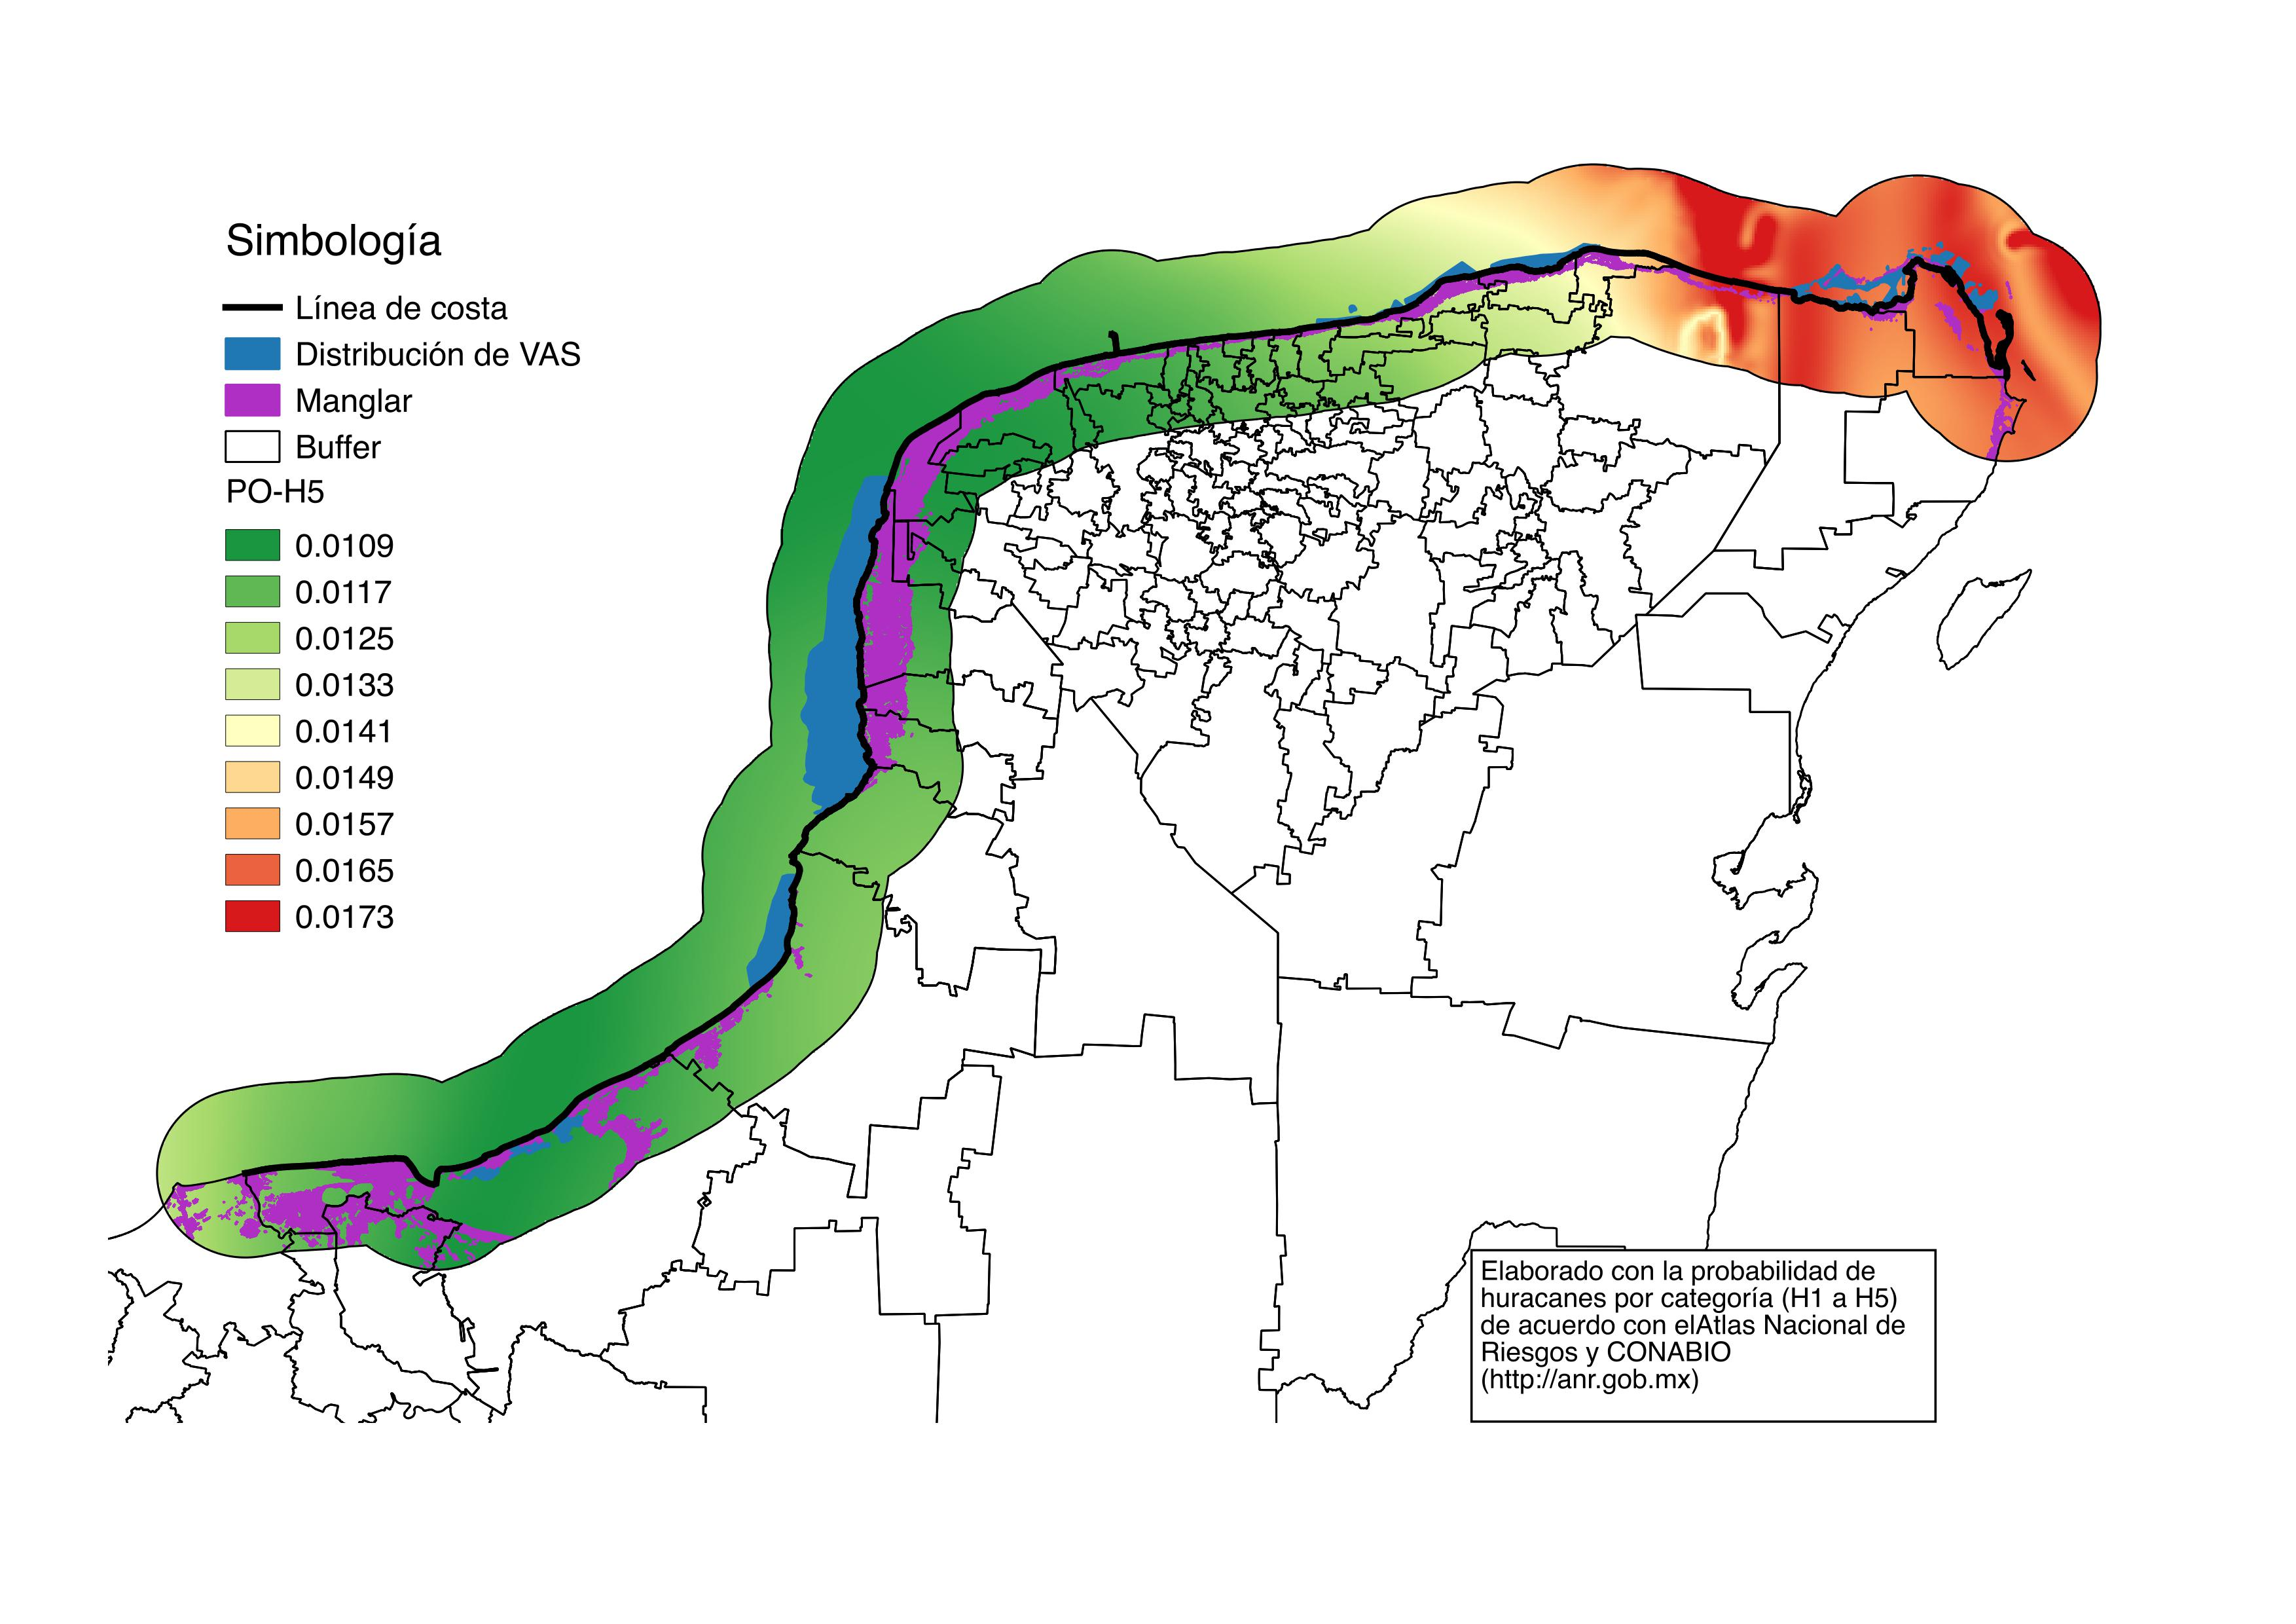 Simbología
Línea de costa
Distribución de VAS
Manglar
Buffer
PO-H5
0.0109
0.0117
0.0125
0.0133
0.0141
0.0149
0.0157
0.0165
0.0173
Elaborado con la probabilidad de
huracanes por categoría (H1 a H5)
de acuerdo con elAtlas Nacional de
Riesgos y CONABIO
(http://anr.gob.mx)